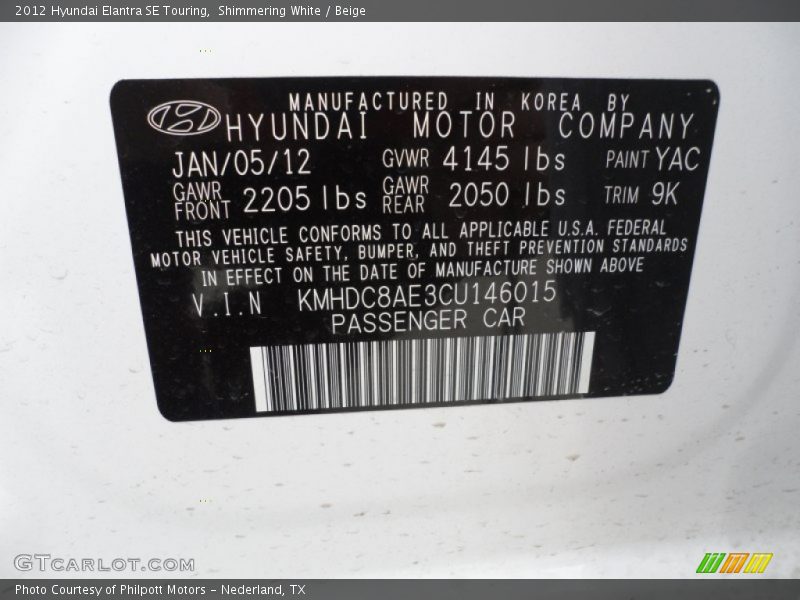 2012 Hyundai Elantra SE Touring,  Shimmering White / Beige
MANUFACTURED IN KOREA BY
HYUNDAI MOTOR COMPANY
JAN/05/12 GVWR 4145 lbs PAINT YAC
GAWR FRONT 2205 lbs GAWR REAR 2050 lbs TRIM 9K
THIS VEHICLE CONFORMS TO ALL APPLICABLE U.S.A. FEDERAL
MOTOR VEHICLE SAFETY, BUMPER, AND THEFT PREVENTION STANDARDS
IN EFFECT ON THE DATE OF MANUFACTURE SHOWN ABOVE
V.I.N KMHDC8AE3CU146015
PASSENGER CAR
GTCARLOT.COM
Photo Courtesy of Philpott Motors - Nederland, TX